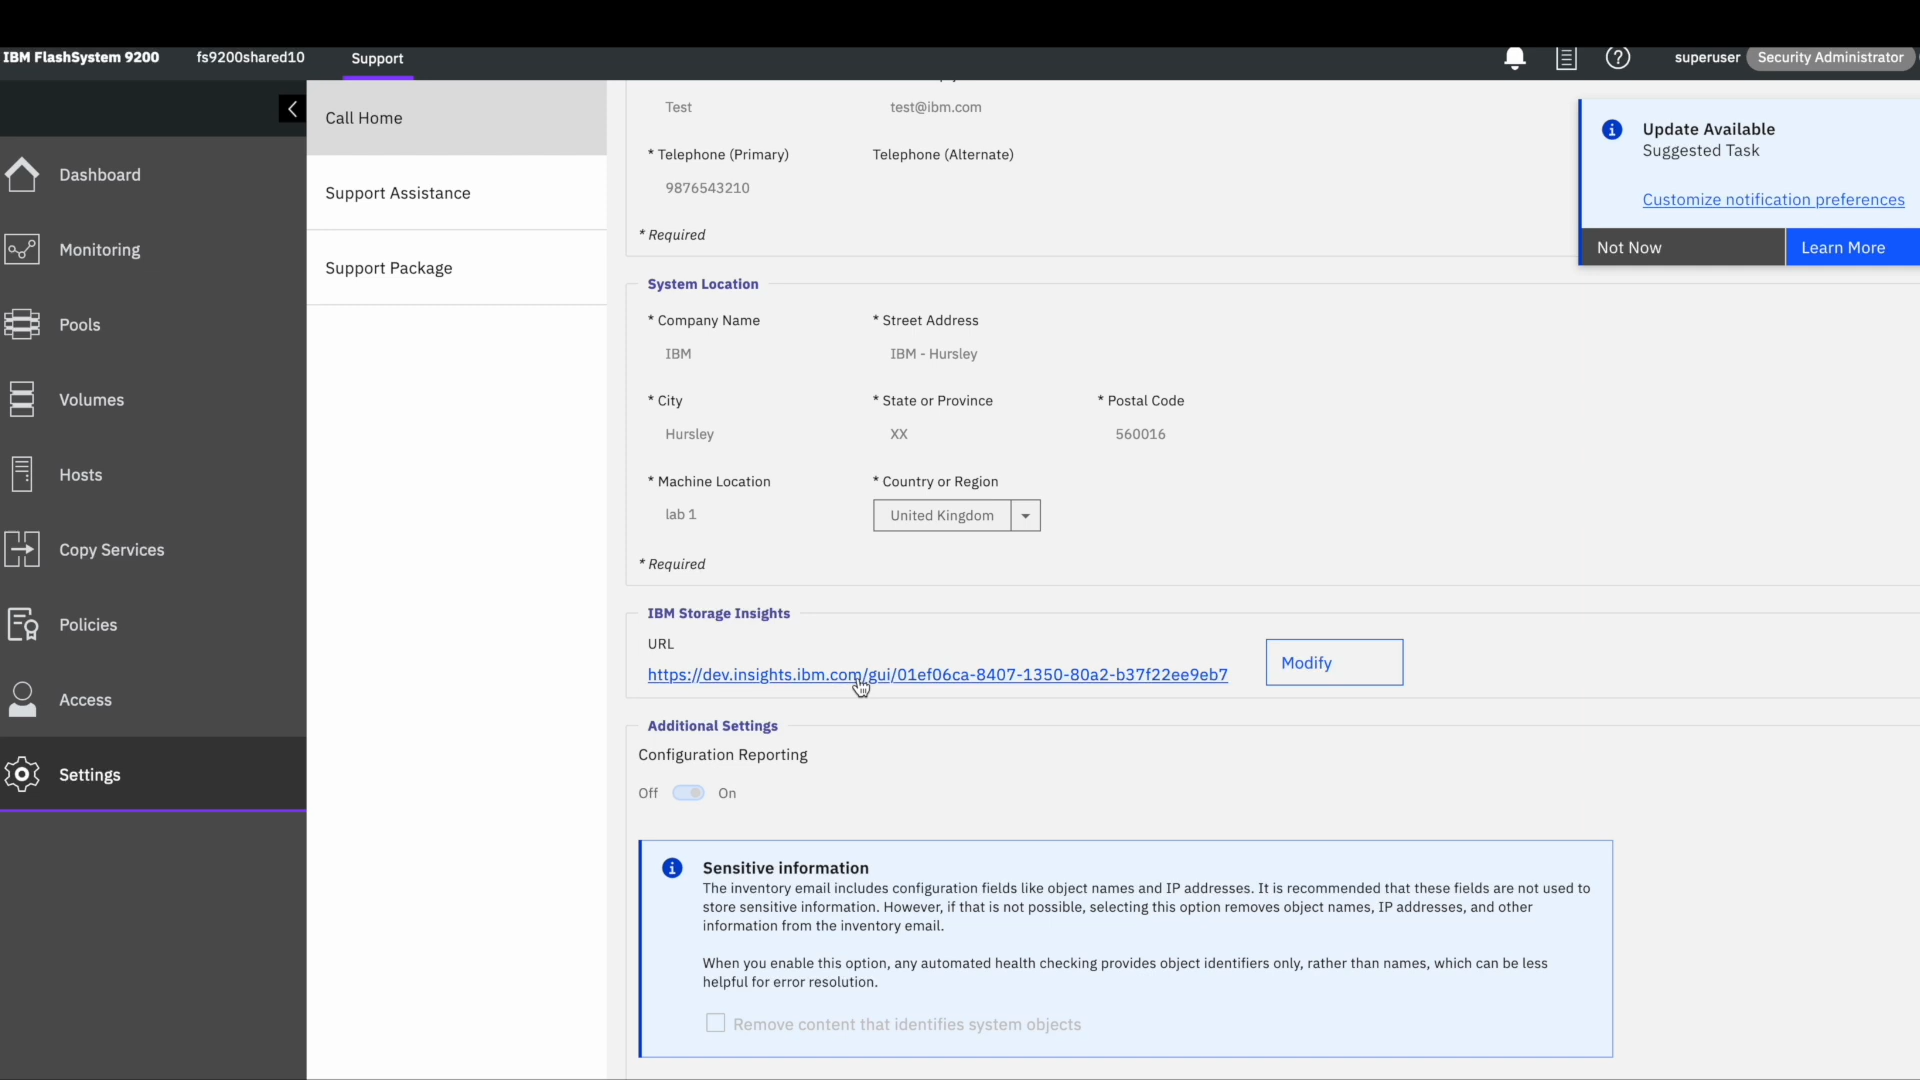 IBM FlashSystem 9200
fs9200shared10
Support
superuser
Security Administrator
Dashboard
Monitoring
Pools
Volumes
Hosts
Copy Services
Policies
Access
Settings
Call Home
Support Assistance
Support Package
Test
test@ibm.com
* Telephone (Primary)
Telephone (Alternate)
9876543210
* Required
System Location
* Company Name
* Street Address
IBM
IBM - Hursley
* City
* State or Province
* Postal Code
Hursley
XX
560016
* Machine Location
* Country or Region
lab 1
United Kingdom
* Required
IBM Storage Insights
URL
https://dev.insights.ibm.com/gui/01ef06ca-8407-1350-80a2-b37f22ee9eb7
Modify
Additional Settings
Configuration Reporting
Off
On
Sensitive information
The inventory email includes configuration fields like object names and IP addresses. It is recommended that these fields are not used to
store sensitive information. However, if that is not possible, selecting this option removes object names, IP addresses, and other
information from the inventory email.
When you enable this option, any automated health checking provides object identifiers only, rather than names, which can be less
helpful for error resolution.
Remove content that identifies system objects
Update Available
Suggested Task
Customize notification preferences
Not Now
Learn More